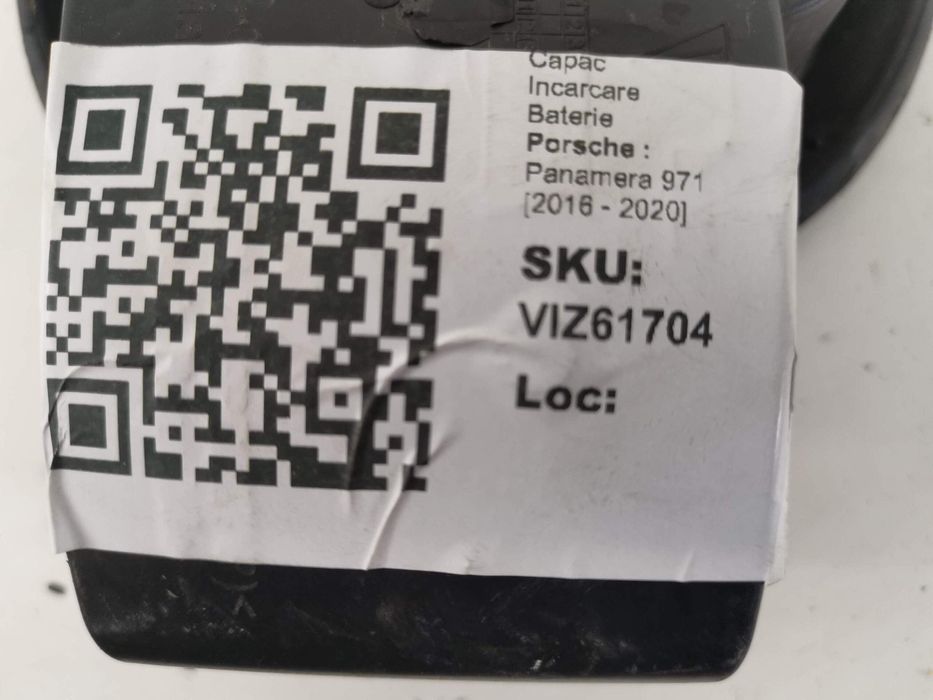 Capac
Incarcare
Baterie
Porsche :
Panamera 971
[2016 - 2020]
SKU:
VIZ61704
Loc: